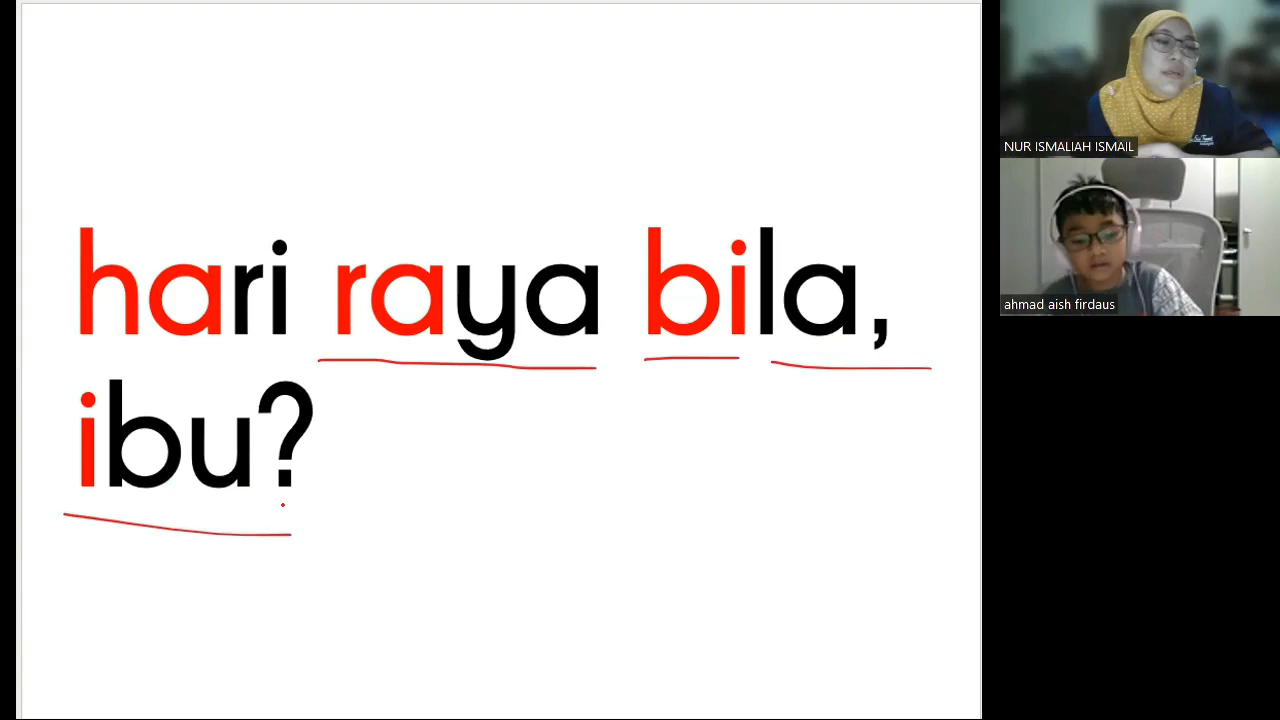 hari raya bila,
ibu?
NUR ISMALIAH ISMAIL
ahmad aish firdaus